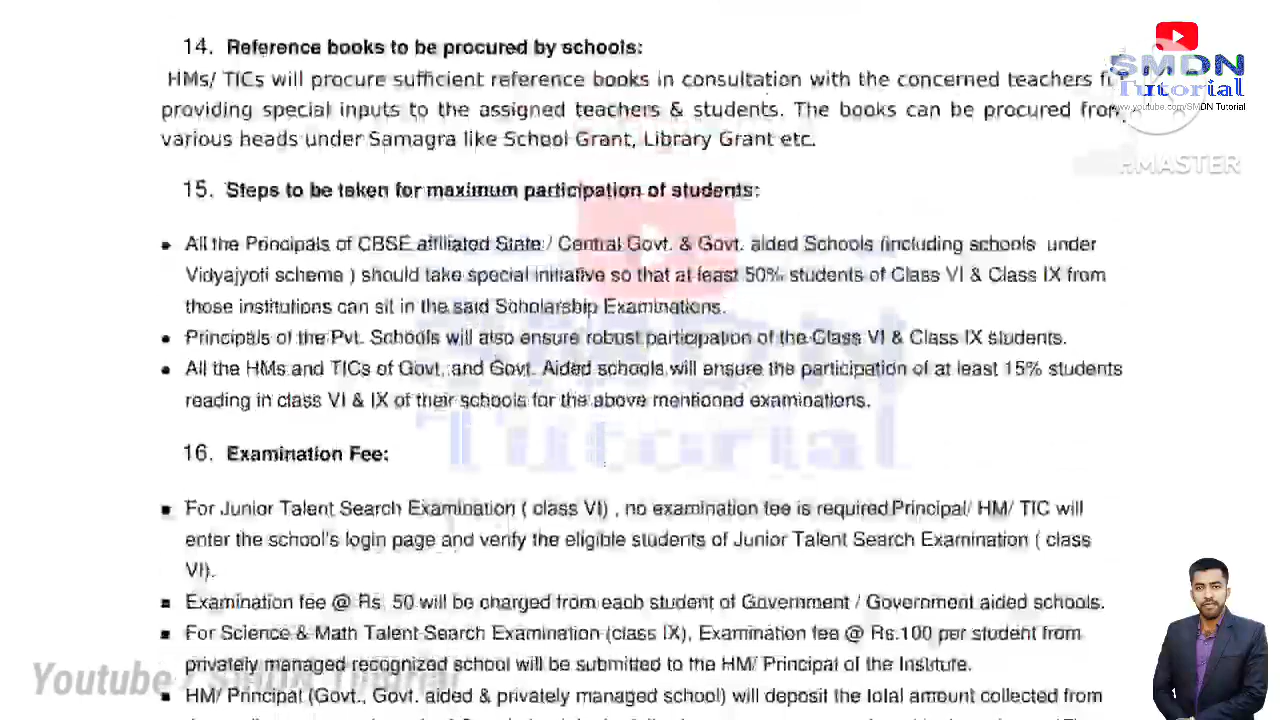 14. Reference books to be procured by schools:
HMs/ TICs will procure sufficient reference books in consultation with the concerned teachers
providing special inputs to the assigned teachers & students. The books can be procured from
various heads under Samagra like School Grant, Library Grant etc.
15. Steps to be taken for maximum participation of students:
• All the Principals of CBSE affiliated State / Central Govt. & Govt. aided Schools (including schools under
Vidyajyoti scheme ) should take special initiative so that at least 50% students of Class VI & Class IX from
those institutions can sit in the said Scholarship Examinations.
• Principals of the Pvt. Schools will also ensure robust participation of the Class VI & Class IX students.
• All the HMs and TICs of Govt. and Govt. Aided schools will ensure the participation of at least 15% students
reading in class VI & IX of their schools for the above mentioned examinations.
16. Examination Fee:
▪ For Junior Talent Search Examination ( class VI) , no examination fee is required Principal/ HM/ TIC will
enter the school's login page and verify the eligible students of Junior Talent Search Examination ( class
VI).
▪ Examination fee @ Rs. 50 will be charged from each student of Government / Government aided schools.
▪ For Science & Math Talent Search Examination (class IX), Examination fee @ Rs.100 per student from
privately managed recognized school will be submitted to the HM/ Principal of the Institute.
▪ HM/ Principal (Govt., Govt. aided & privately managed school) will deposit the total amount collected from
SMDN
Tutorial
www.youtube.com/SMDN Tutorial
HMASTER
SMDN
Tutorial
Youtube / SMDN Tutorial